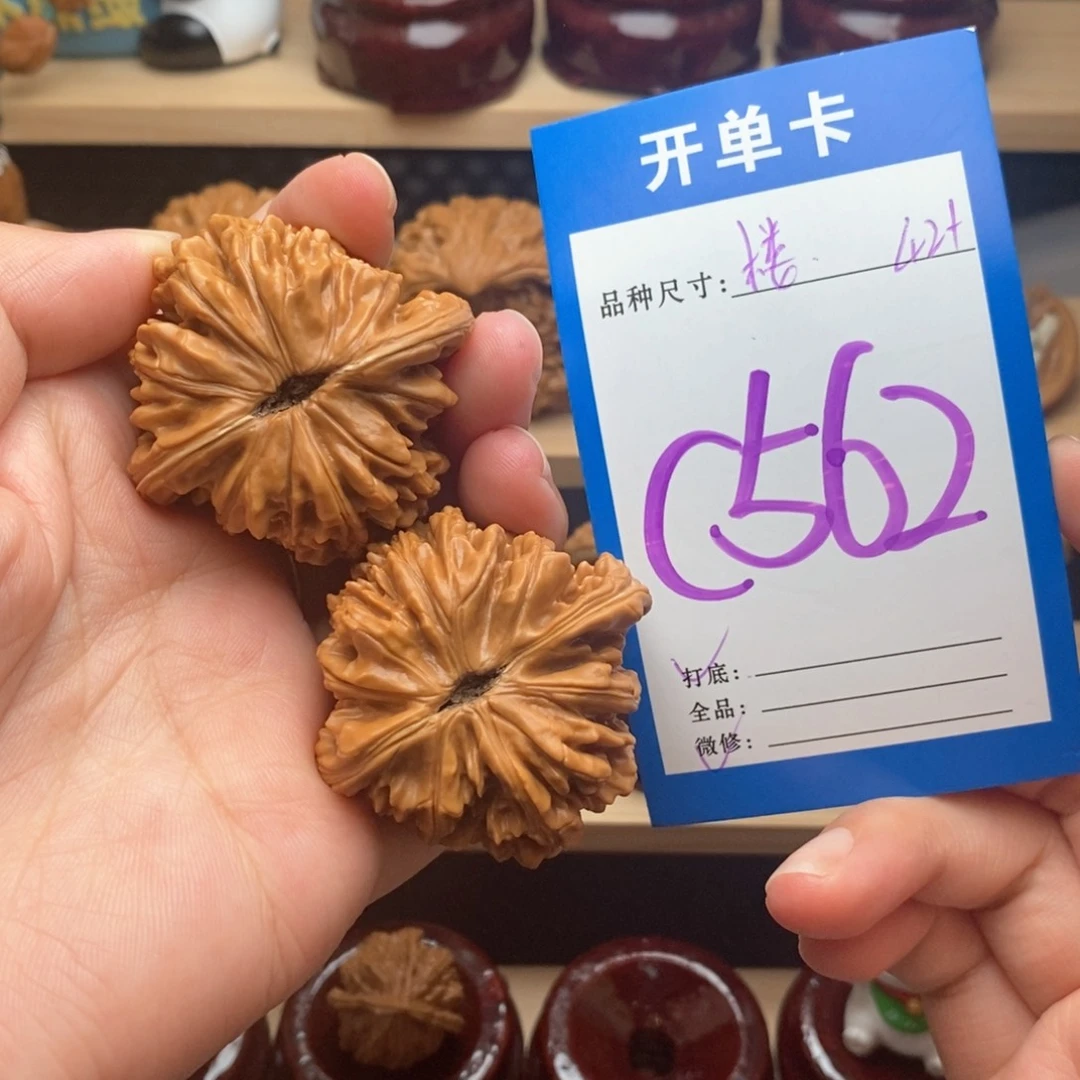 开单卡
品种尺寸：楼. 42+
C562
打底：
全品：
微修：